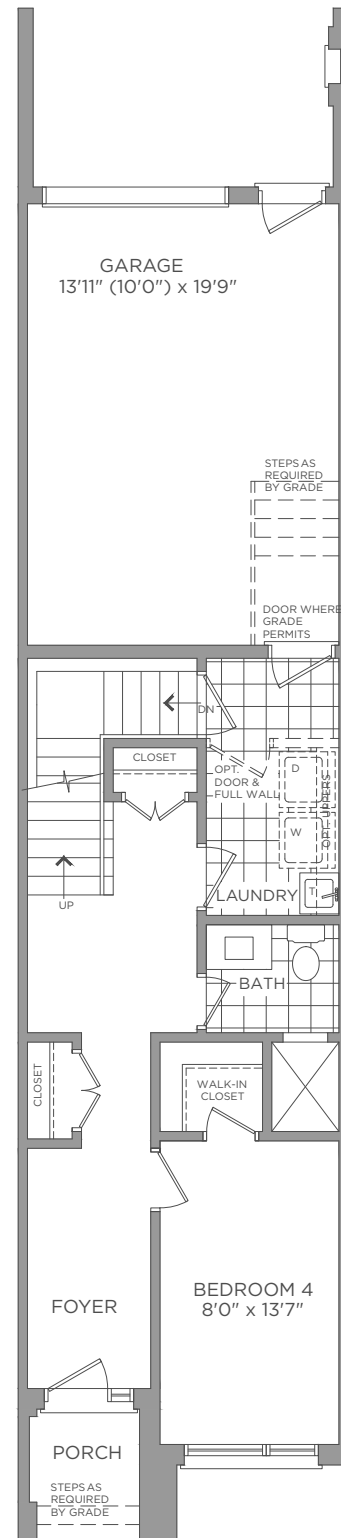 GARAGE
13'11" (10'0") x 19'9"
STEPS AS
REQUIRED
BY GRADE
DOOR WHERE
GRADE
PERMITS
DN
CLOSET
OPT.
DOOR &
FULL WALL
D
OPT. UPPERS
W
UP
LAUNDRY
T
BATH
CLOSET
WALK-IN
CLOSET
FOYER
BEDROOM 4
8'0" x 13'7"
PORCH
STEPS AS
REQUIRED
BY GRADE